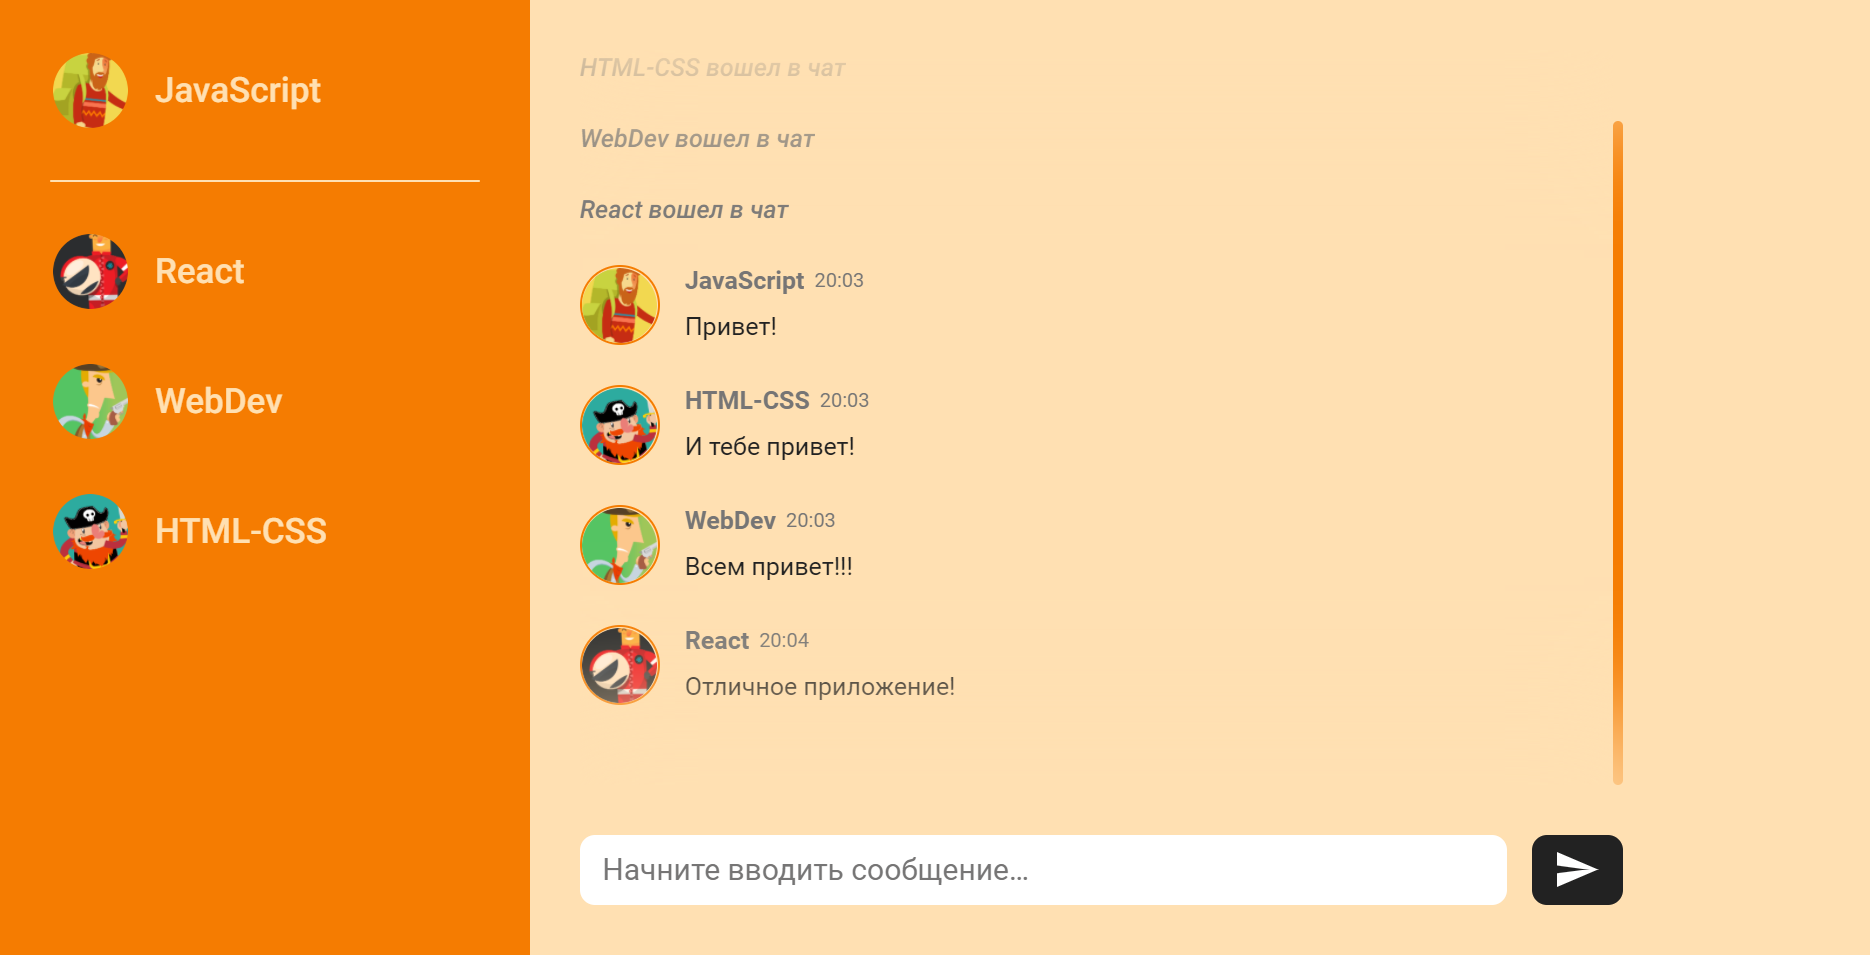 JavaScript
React
WebDev
HTML-CSS
HTML-CSS вошел в чат
WebDev вошел в чат
React вошел в чат
JavaScript 20:03
Привет!
HTML-CSS 20:03
И тебе привет!
WebDev 20:03
Всем привет!!!
React 20:04
Отличное приложение!
Начните вводить сообщение...